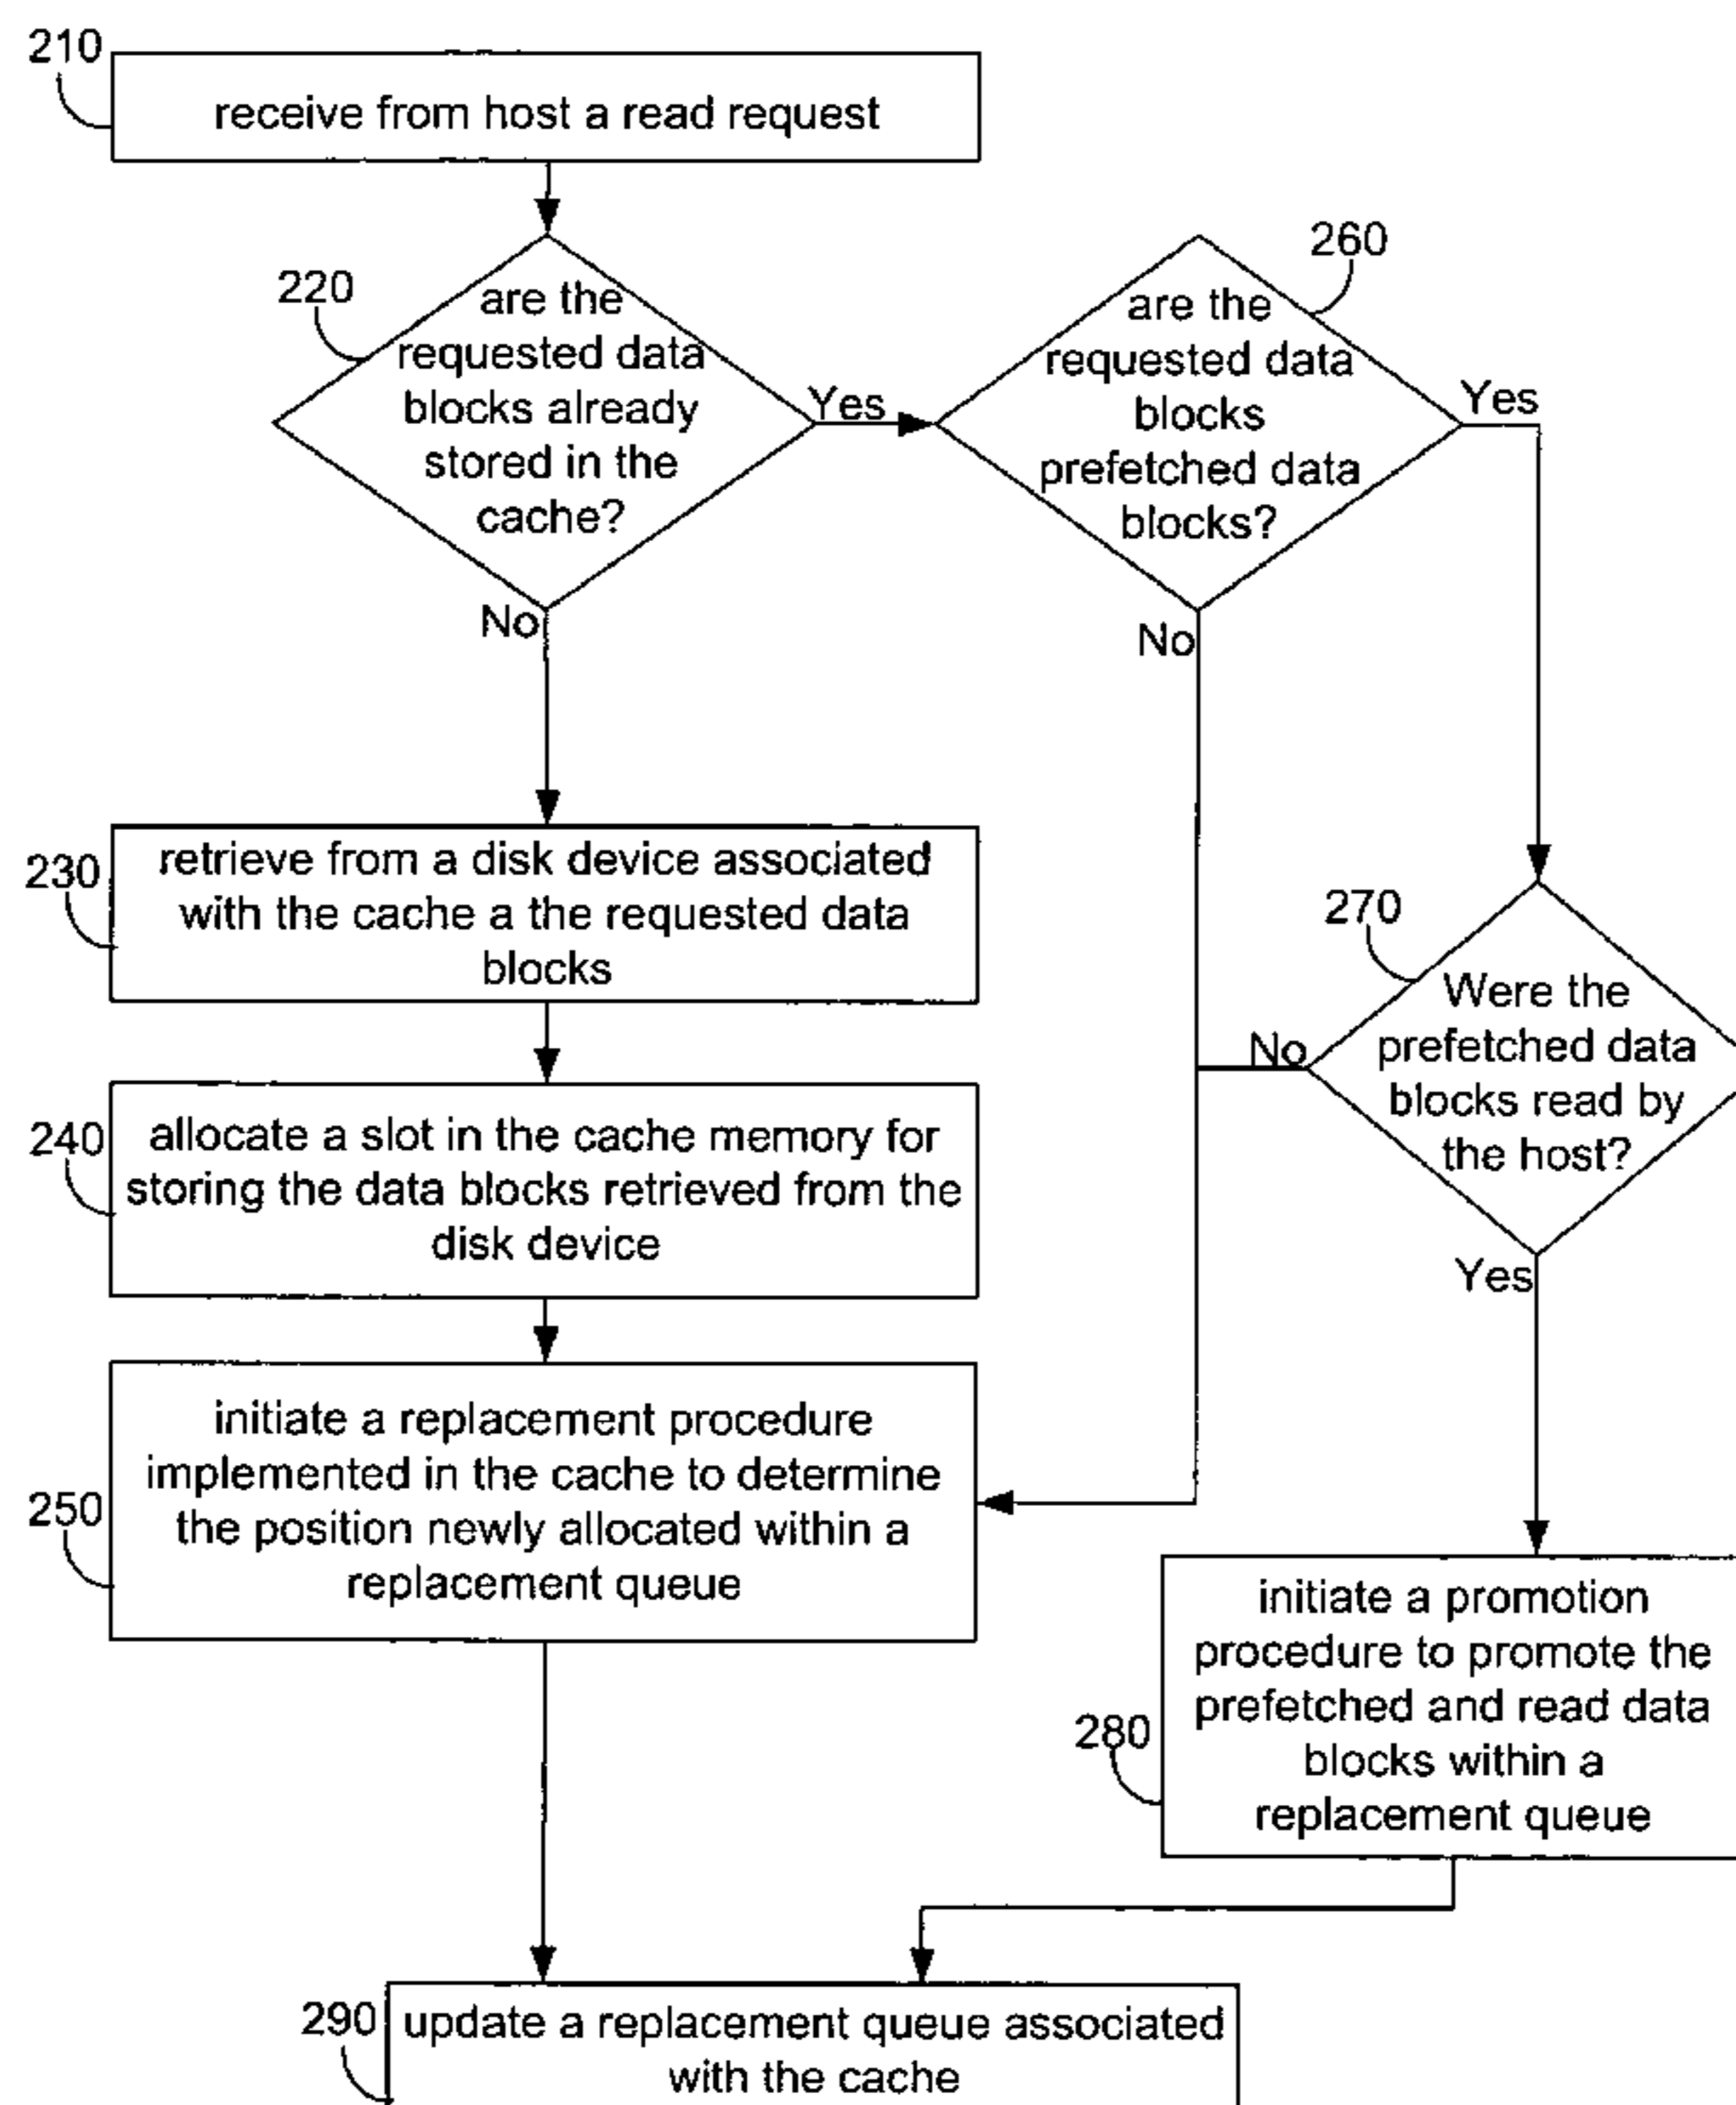 210
receive from host a read request
220
are the
requested data
blocks already
stored in the
cache?
Yes
No
260
are the
requested data
blocks
prefetched data
blocks?
Yes
No
230
retrieve from a disk device associated
with the cache a the requested data
blocks
270
Were the
prefetched data
blocks read by
the host?
No
Yes
240
allocate a slot in the cache memory for
storing the data blocks retrieved from the
disk device
250
initiate a replacement procedure
implemented in the cache to determine
the position newly allocated within a
replacement queue
280
initiate a promotion
procedure to promote the
prefetched and read data
blocks within a
replacement queue
290
update a replacement queue associated
with the cache